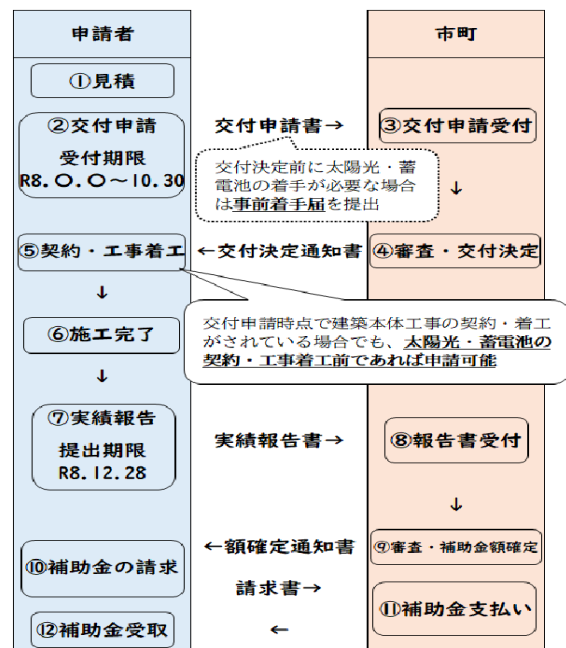 申請者
市町
①見積
②交付申請
受付期限
R8.〇.〇～10.30
交付申請書→
③交付申請受付
交付決定前に太陽光・蓄
電池の着手が必要な場合
は事前着手届を提出
↓
⑤契約・工事着工
←交付決定通知書
④審査・交付決定
↓
交付申請時点で建築本体工事の契約・着工
がされている場合でも、太陽光・蓄電池の
契約・工事着工前であれば申請可能
⑥施工完了
↓
⑦実績報告
提出期限
R8.12.28
実績報告書→
⑧報告書受付
↓
←額確定通知書
⑨審査・補助金額確定
⑩補助金の請求
請求書→
⑪補助金支払い
⑫補助金受取
←